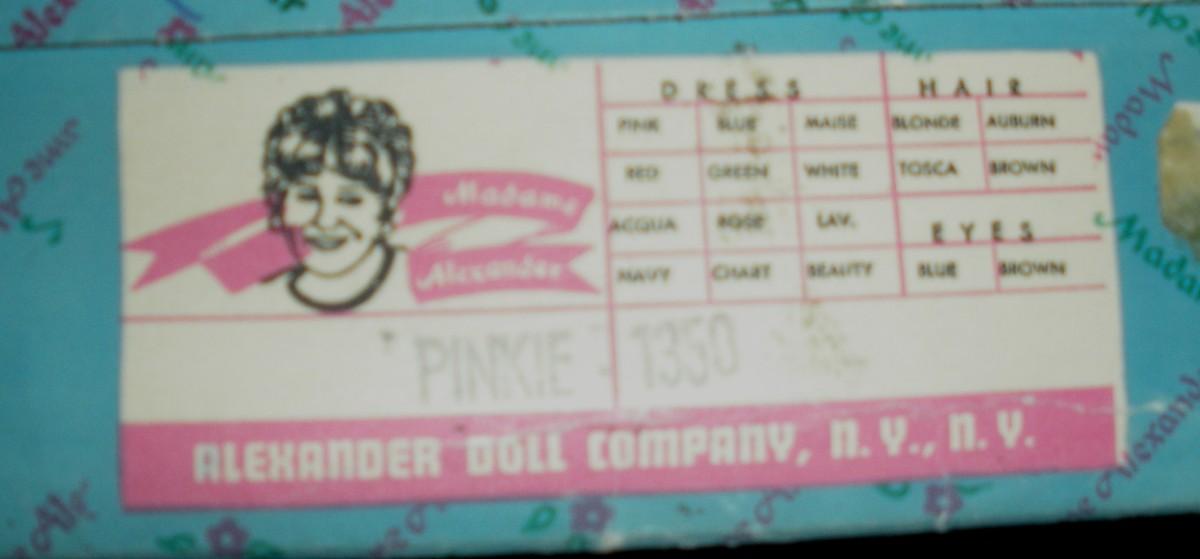 DRESS HAIR
PINK BLUE MAISE BLONDE AUBURN
RED GREEN WHITE TOSCA BROWN
Madame
ACQUA ROSE LAV. EYES
Alexander
NAVY CHART BEAUTY BLUE BROWN
PINKIE - 1350
ALEXANDER DOLL COMPANY, N. Y., N. Y.